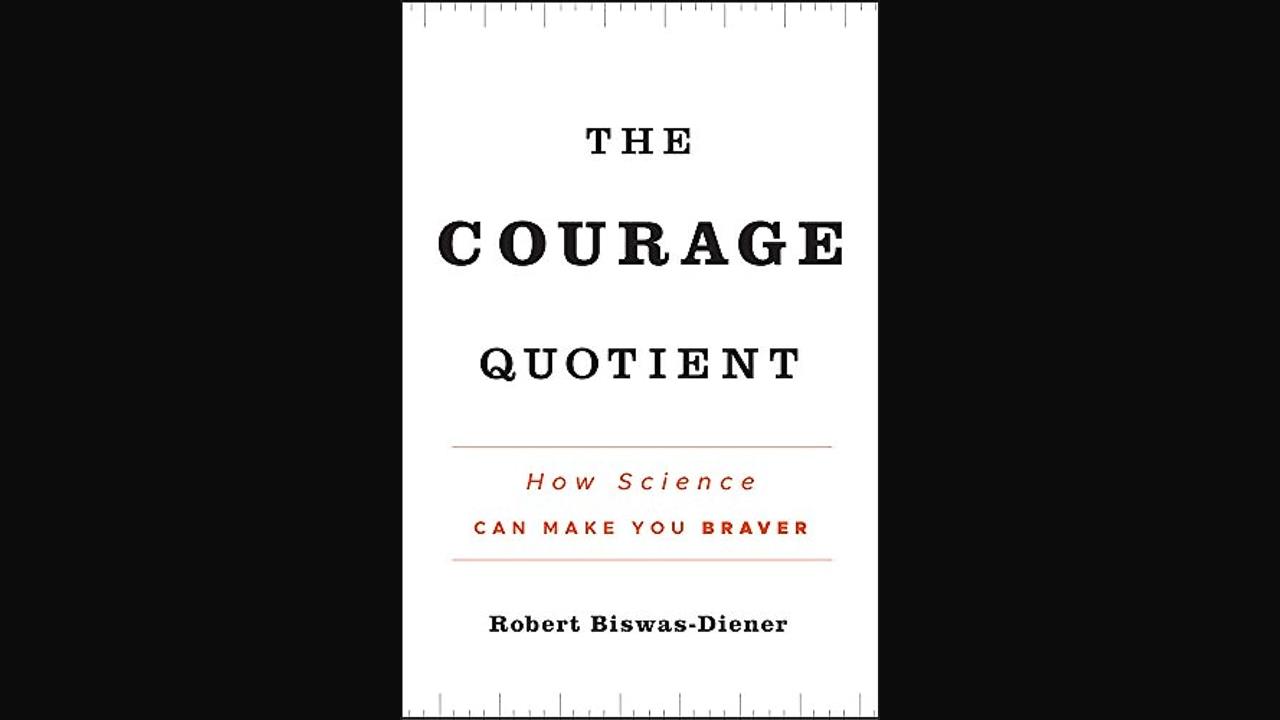 THE
COURAGE
QUOTIENT
How Science
CAN MAKE YOU BRAVER
Robert Biswas-Diener